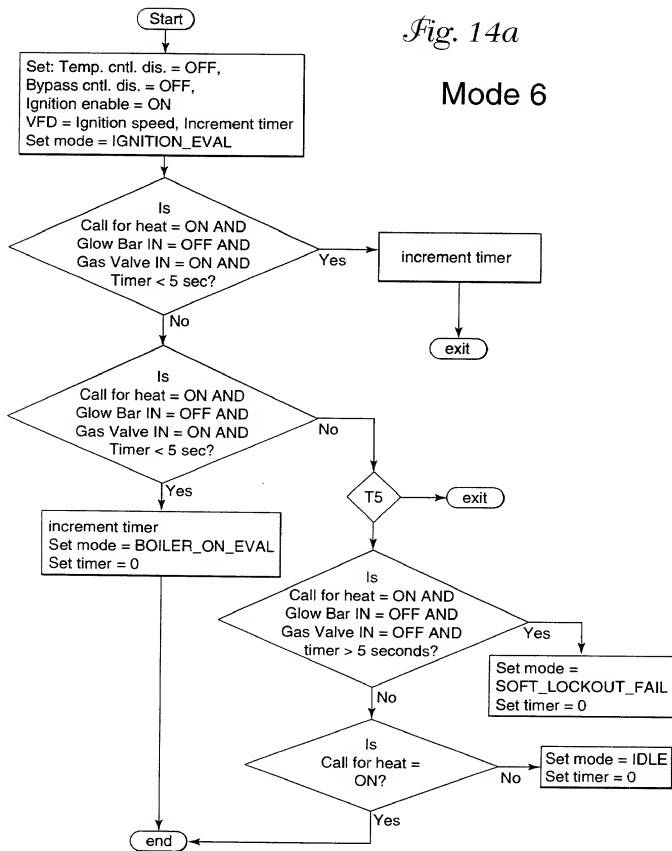 Start
Fig. 14a
Mode 6
Set: Temp. cntl. dis. = OFF,
Bypass cntl. dis. = OFF,
Ignition enable = ON
VFD = Ignition speed, Increment timer
Set mode = IGNITION_EVAL
Is
Call for heat = ON AND
Glow Bar IN = OFF AND
Gas Valve IN = ON AND
Timer < 5 sec?
Yes
increment timer
exit
No
Is
Call for heat = ON AND
Glow Bar IN = OFF AND
Gas Valve IN = ON AND
Timer < 5 sec?
No
Yes
T5
exit
increment timer
Set mode = BOILER_ON_EVAL
Set timer = 0
Is
Call for heat = ON AND
Glow Bar IN = OFF AND
Gas Valve IN = OFF AND
timer > 5 seconds?
Yes
Set mode =
SOFT_LOCKOUT_FAIL
Set timer = 0
No
Is
Call for heat =
ON?
No
Set mode = IDLE
Set timer = 0
Yes
end